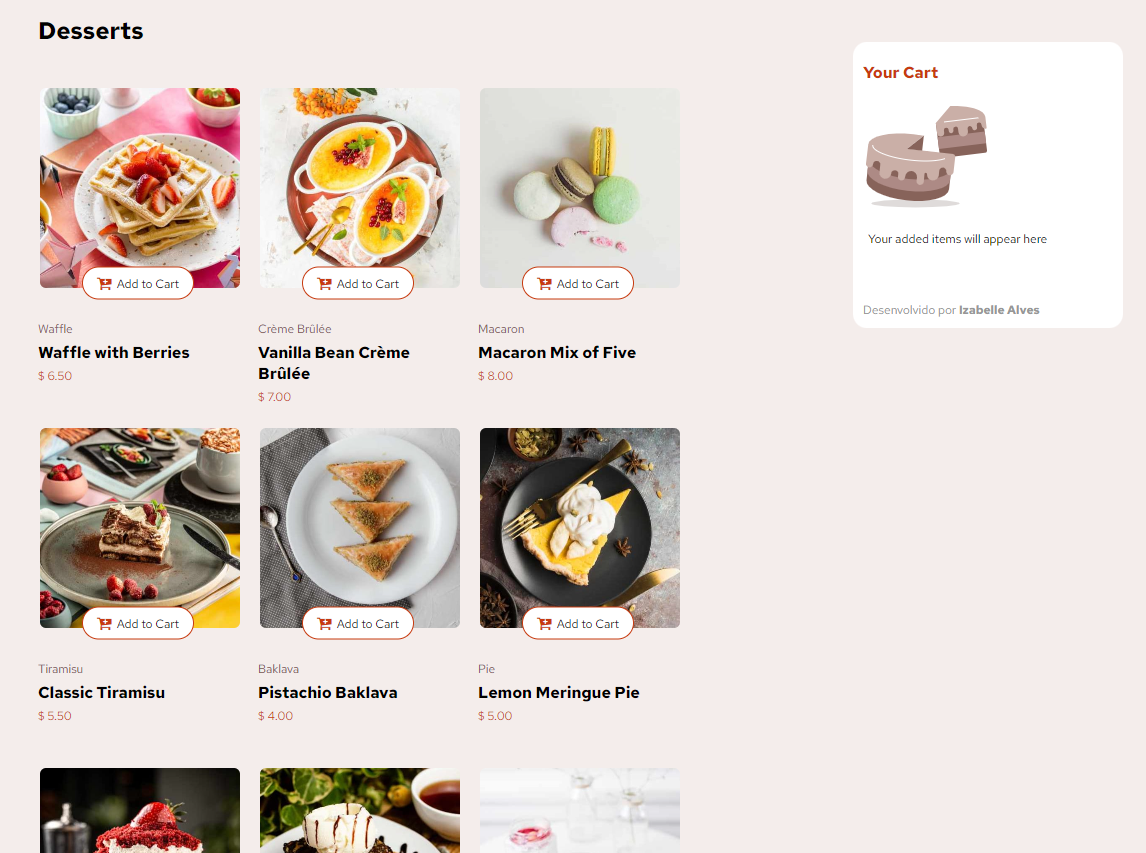 Desserts
Your Cart
Your added items will appear here
Desenvolvido por Izabelle Alves
Add to Cart
Add to Cart
Add to Cart
Waffle
Waffle with Berries
$ 6.50
Crème Brûlée
Vanilla Bean Crème
Brûlée
$ 7.00
Macaron
Macaron Mix of Five
$ 8.00
Add to Cart
Add to Cart
Add to Cart
Tiramisu
Classic Tiramisu
$ 5.50
Baklava
Pistachio Baklava
$ 4.00
Pie
Lemon Meringue Pie
$ 5.00